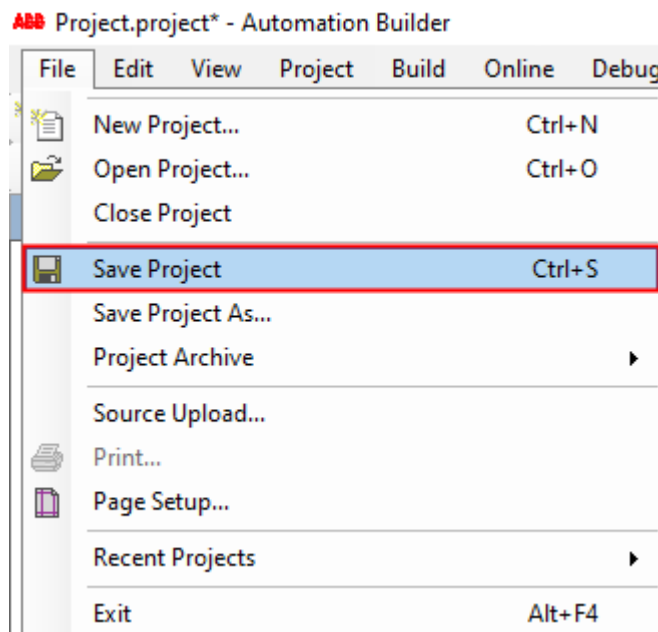 ABB Project.project* - Automation Builder
File Edit View Project Build Online Debug
New Project... Ctrl+N
Open Project... Ctrl+O
Close Project
Save Project Ctrl+S
Save Project As...
Project Archive
Source Upload...
Print...
Page Setup...
Recent Projects
Exit Alt+F4